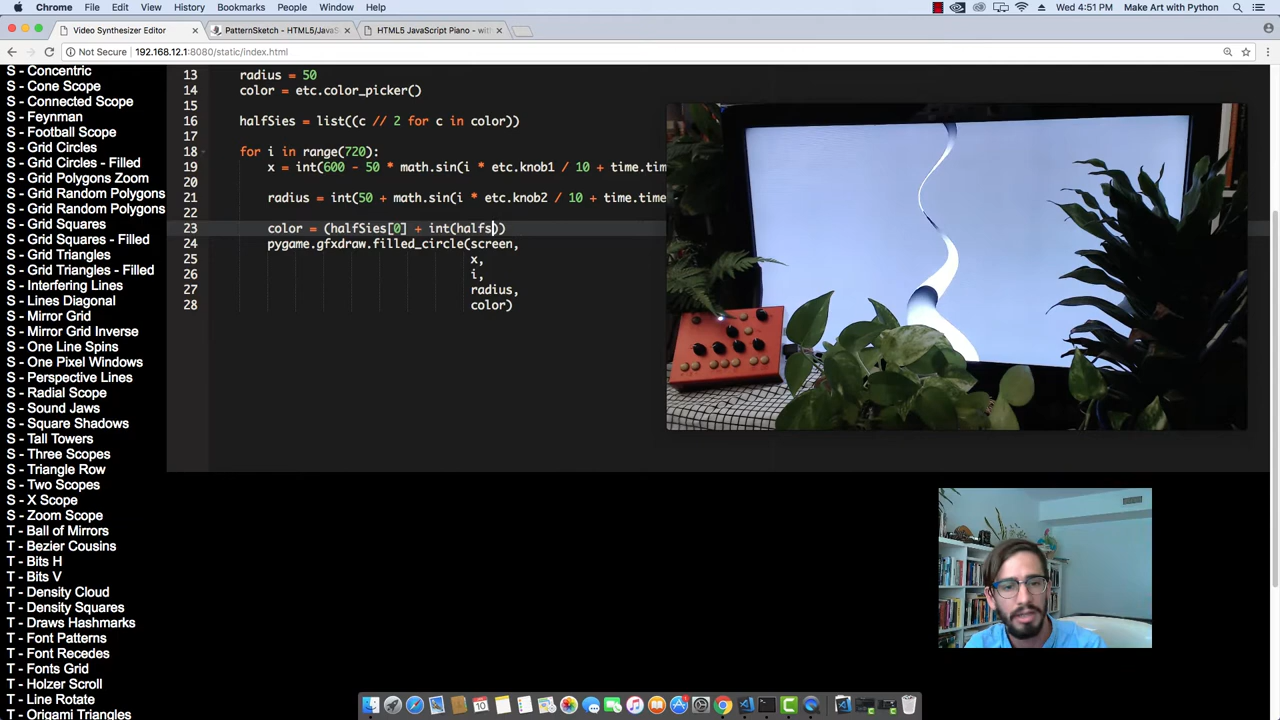 Chrome File Edit View History Bookmarks People Window Help
Wed 4:51 PM Make Art with Python
Video Synthesizer Editor
PatternSketch - HTML5/JavaS
HTML5 JavaScript Piano - wit
Not Secure 192.168.12.1:8080/static/index.html
S - Concentric
S - Cone Scope
S - Connected Scope
S - Feynman
S - Football Scope
S - Grid Circles
S - Grid Circles - Filled
S - Grid Polygons Zoom
S - Grid Random Polygons
S - Grid Random Polygons
S - Grid Squares
S - Grid Squares - Filled
S - Grid Triangles
S - Grid Triangles - Filled
S - Interfering Lines
S - Lines Diagonal
S - Mirror Grid
S - Mirror Grid Inverse
S - One Line Spins
S - One Pixel Windows
S - Perspective Lines
S - Radial Scope
S - Sound Jaws
S - Square Shadows
S - Tall Towers
S - Three Scopes
S - Triangle Row
S - Two Scopes
S - X Scope
S - Zoom Scope
T - Ball of Mirrors
T - Bezier Cousins
T - Bits H
T - Bits V
T - Density Cloud
T - Density Squares
T - Draws Hashmarks
T - Font Patterns
T - Font Recedes
T - Fonts Grid
T - Holzer Scroll
T - Line Rotate
T - Origami Triangles
13 radius = 50
14 color = etc.color_picker()
15
16 halfSies = list((c // 2 for c in color))
17
18 for i in range(720):
19 x = int(600 - 50 * math.sin(i * etc.knob1 / 10 + time.tim
20
21 radius = int(50 + math.sin(i * etc.knob2 / 10 + time.time
22
23 color = (halfSies[0] + int(halfs))
24 pygame.gfxdraw.filled_circle(screen,
25 x,
26 i,
27 radius,
28 color)